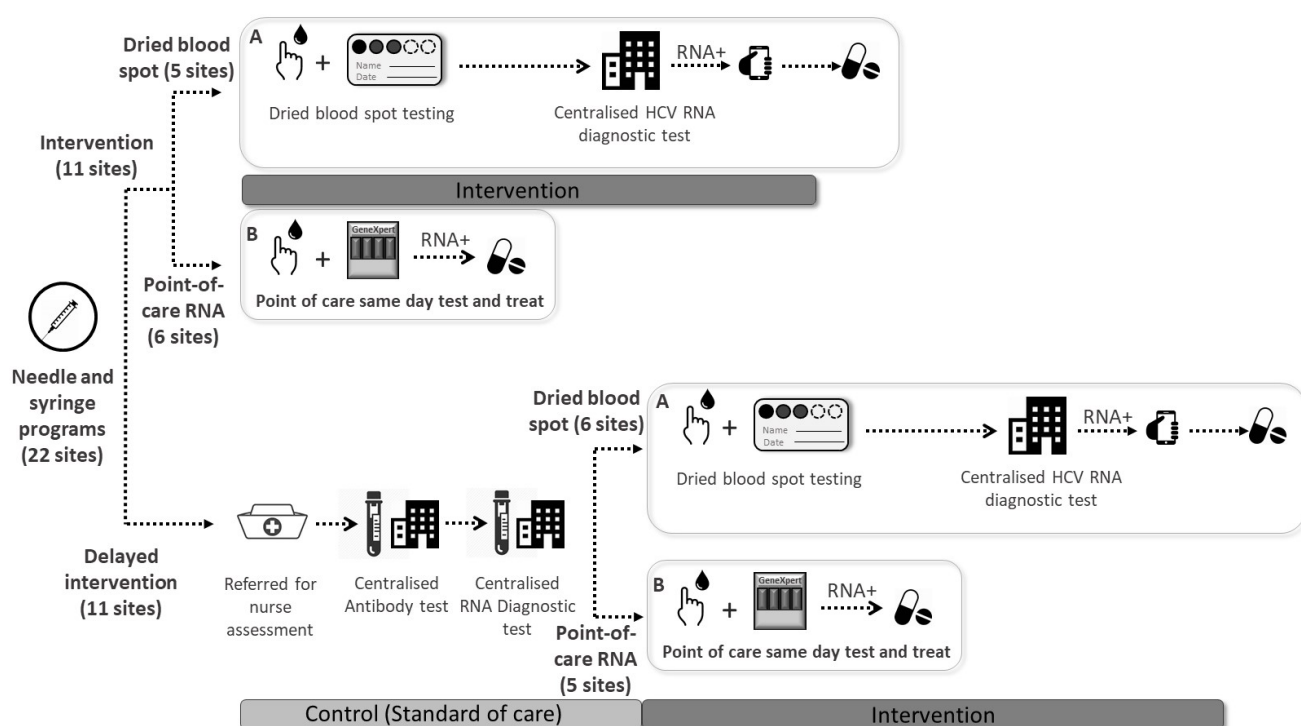 Dried blood
spot (5 sites)
A
+
Name
Date
RNA+
Dried blood spot testing
Centralised HCV RNA
diagnostic test
Intervention
(11 sites)
Intervention
B
+
GeneXpert
RNA+
Point of care same day test and treat
Point-of-
care RNA
(6 sites)
Needle and
syringe
programs
(22 sites)
Dried blood
spot (6 sites)
A
+
Name
Date
RNA+
Dried blood spot testing
Centralised HCV RNA
diagnostic test
Delayed
intervention
(11 sites)
Referred for
nurse
assessment
Centralised
Antibody test
Centralised
RNA Diagnostic
test
B
+
GeneXpert
RNA+
Point of care same day test and treat
Point-of-
care RNA
(5 sites)
Control (Standard of care)
Intervention